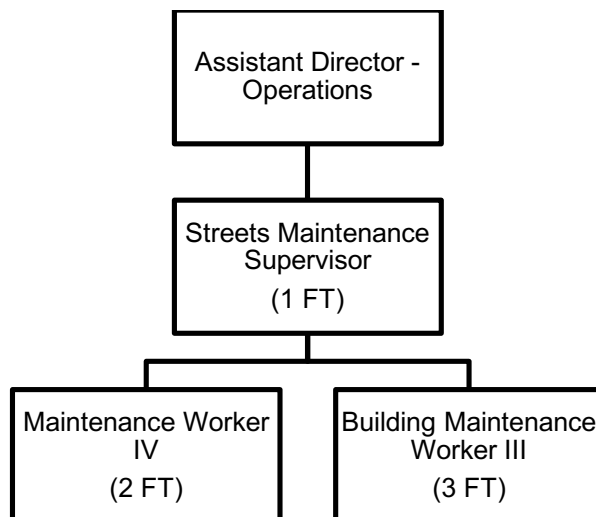 Assistant Director -
Operations
Streets Maintenance
Supervisor
(1 FT)
Maintenance Worker
IV
(2 FT)
Building Maintenance
Worker III
(3 FT)